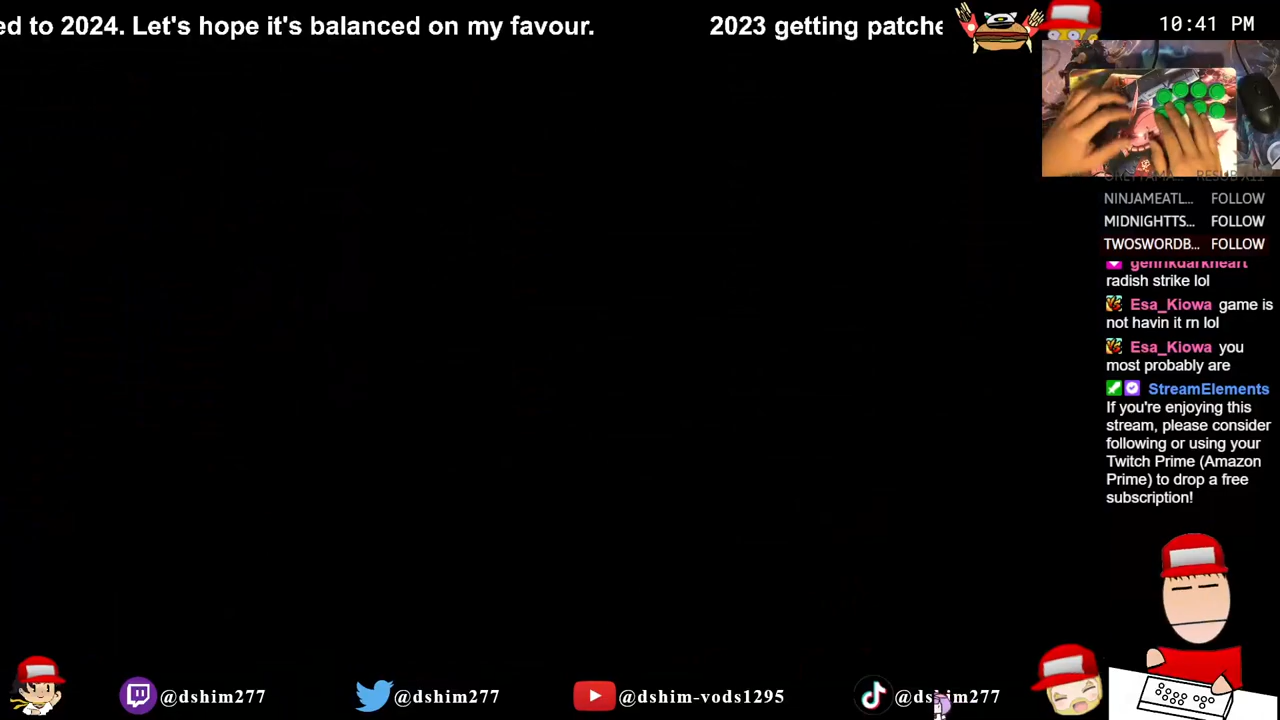 ed to 2024. Let's hope it's balanced on my favour. 2023 getting patche
10:41 PM
NINJAMEATL... FOLLOW
MIDNIGHTTS... FOLLOW
TWOSWORDB... FOLLOW
genrikdarkheart
radish strike lol
Esa_Kiowa game is
not havin it rn lol
Esa_Kiowa you
most probably are
StreamElements
If you're enjoying this
stream, please consider
following or using your
Twitch Prime (Amazon
Prime) to drop a free
subscription!
@dshim277 @dshim277 @dshim-vods1295 @dshim277